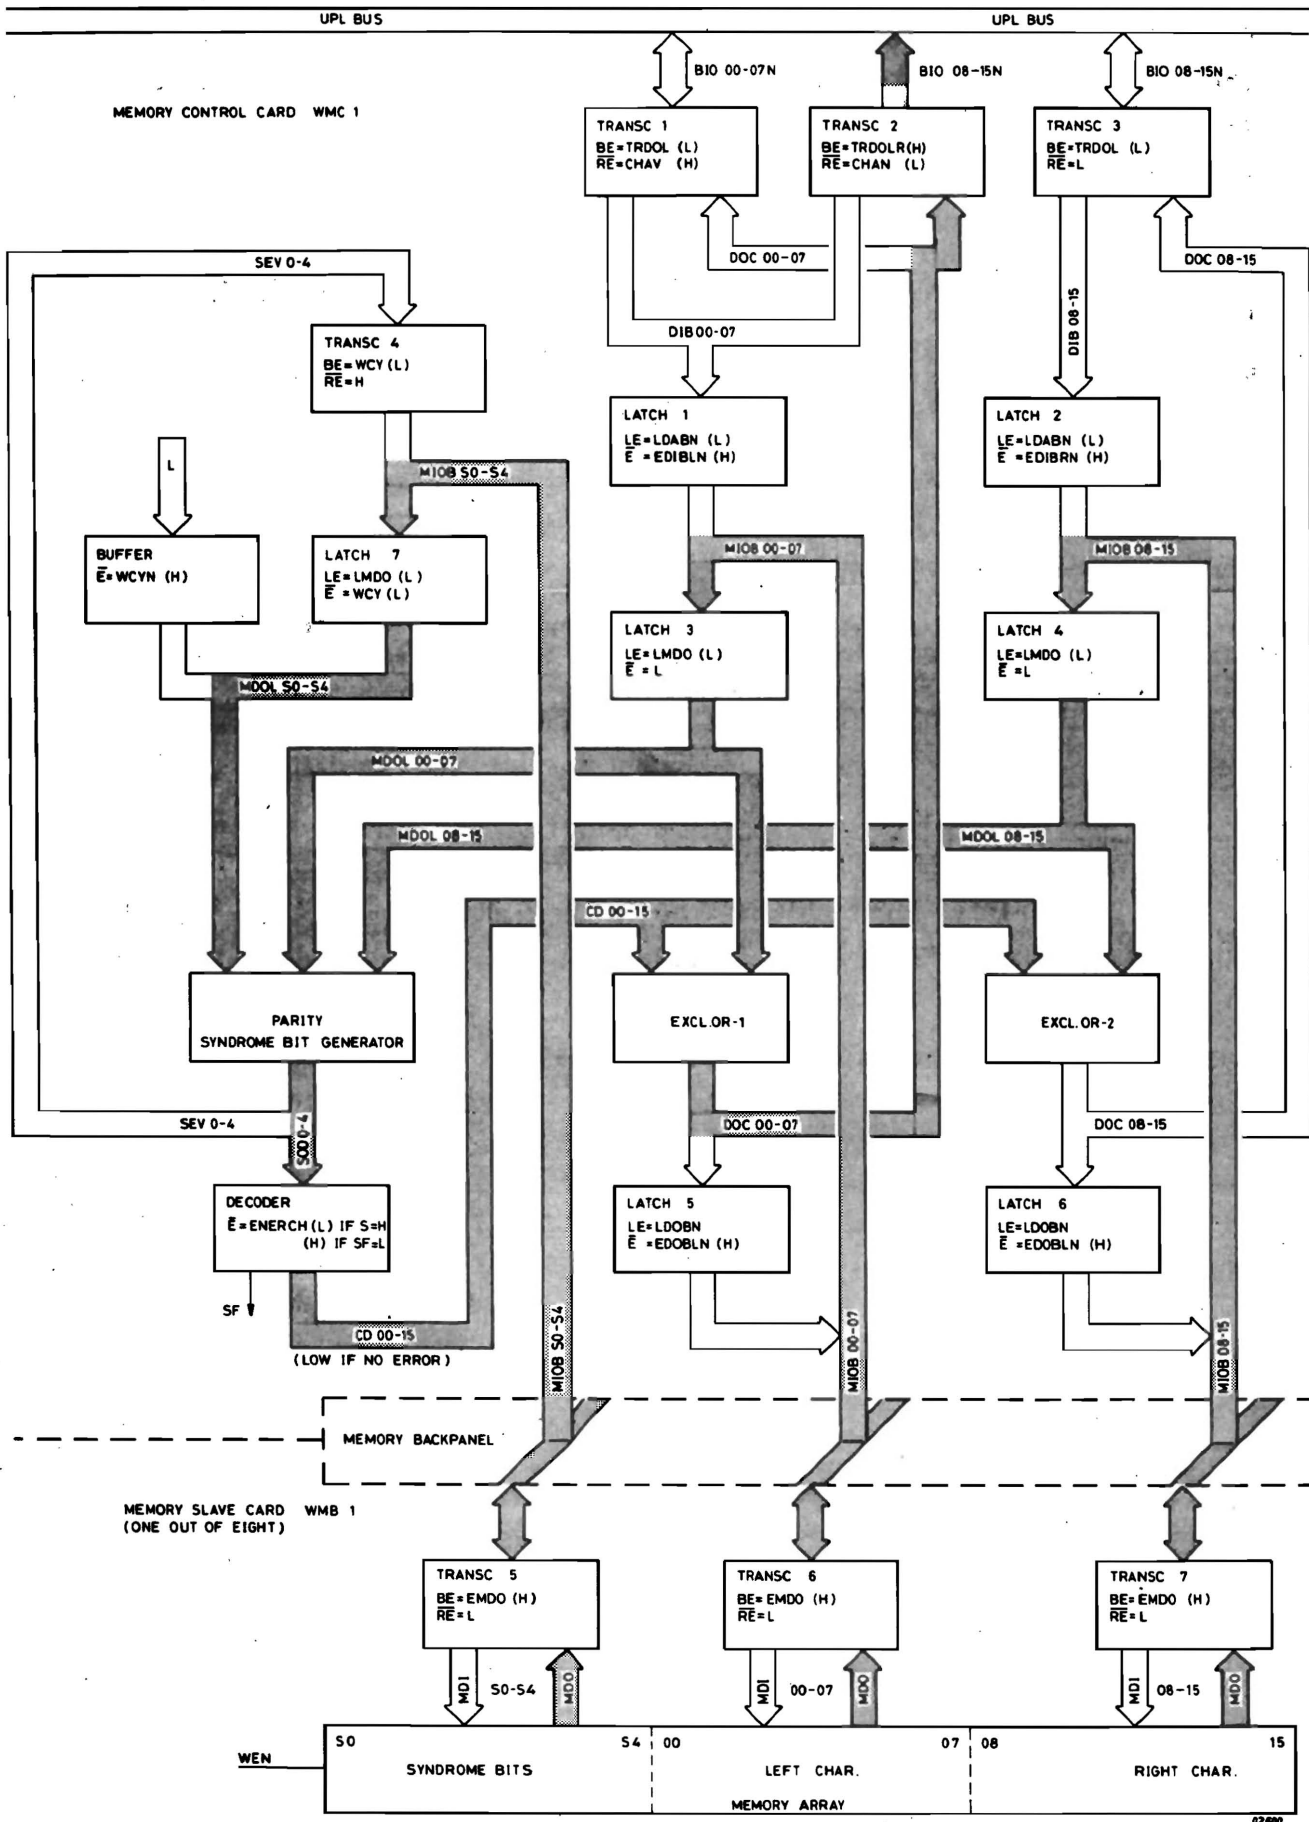 UPL BUS
UPL BUS
BIO 00-07N
BIO 08-15N
BIO 08-15N
MEMORY CONTROL CARD WMC 1
TRANSC 1
BE=TRDOL (L)
RE=CHAV (H)
TRANSC 2
BE=TRDOLR(H)
RE=CHAN (L)
TRANSC 3
BE=TRDOL (L)
RE=L
SEV 0-4
DOC 00-07
DOC 08-15
DIB 00-07
DIB 08-15
TRANSC 4
BE=WCY (L)
RE=H
LATCH 1
LE=LDABN (L)
E =EDIBLN (H)
LATCH 2
LE=LDABN (L)
E =EDIBRN (H)
L
MIOB S0-S4
BUFFER
E=WCYN (H)
LATCH 7
LE=LMDO (L)
E =WCY (L)
MIOB 00-07
MIOB 08-15
LATCH 3
LE=LMDO (L)
E =L
LATCH 4
LE=LMDO (L)
E =L
MDOL S0-S4
MDOL 00-07
MDOL 08-15
MDOL 08-15
CD 00-15
PARITY
SYNDROME BIT GENERATOR
EXCL.OR-1
EXCL.OR-2
SEV 0-4
SOD 0-4
DOC 00-07
DOC 08-15
DECODER
E=ENERCH (L) IF S=H
(H) IF SF=L
LATCH 5
LE=LDOBN
E =EDOBLN (H)
LATCH 6
LE=LDOBN
E =EDOBLN (H)
SF
CD 00-15
(LOW IF NO ERROR)
MIOB S0-S4
MIOB 00-07
MIOB 08-15
MEMORY BACKPANEL
MEMORY SLAVE CARD WMB 1
(ONE OUT OF EIGHT)
TRANSC 5
BE=EMDO (H)
RE=L
TRANSC 6
BE=EMDO (H)
RE=L
TRANSC 7
BE=EMDO (H)
RE=L
MDI S0-S4 MDO
MDI 00-07 MDO
MDI 08-15 MDO
S0 S4 00 07 08 15
WEN
SYNDROME BITS
LEFT CHAR.
RIGHT CHAR.
MEMORY ARRAY